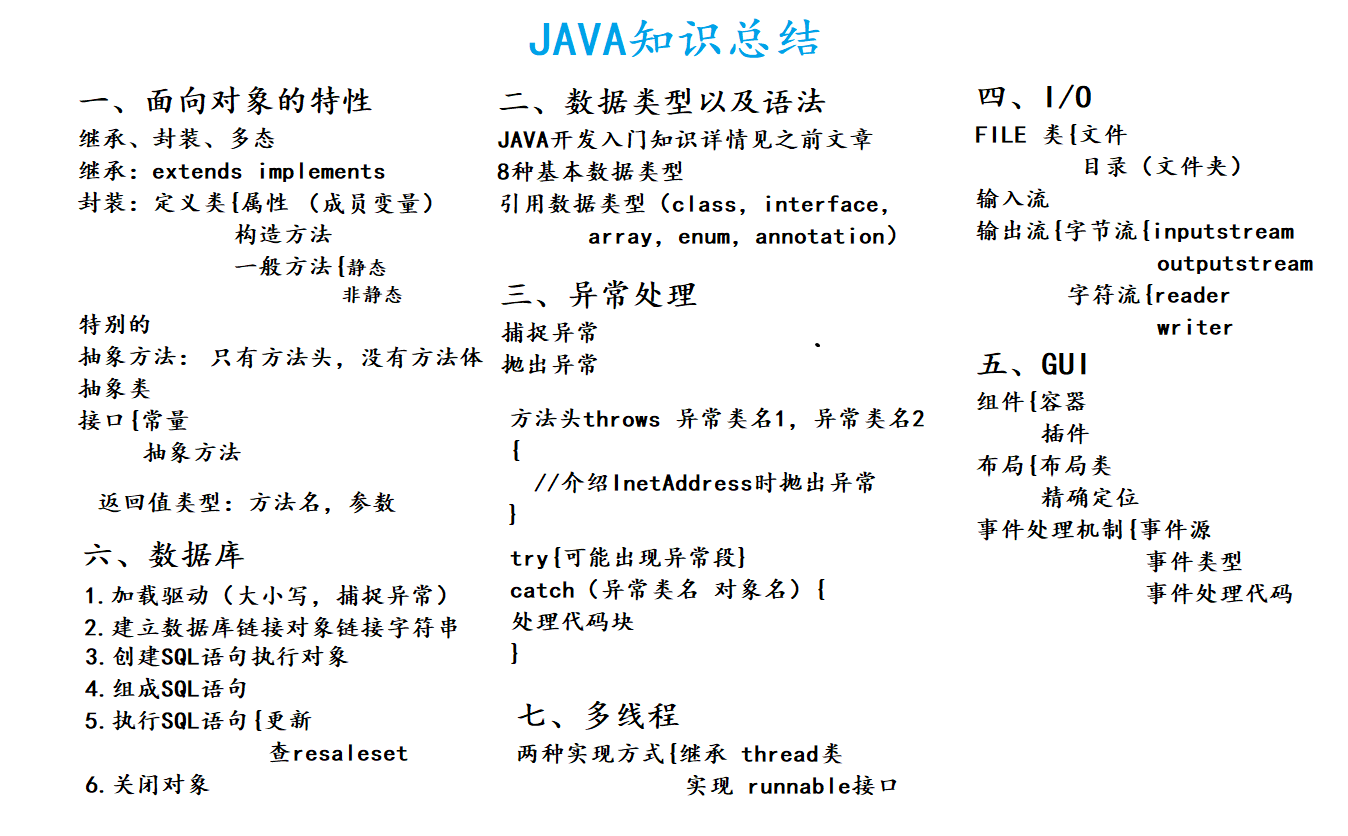 JAVA知识总结
一、面向对象的特性
继承、封装、多态
继承：extends implements
封装：定义类{属性 （成员变量）
构造方法
一般方法{静态
非静态
特别的
抽象方法： 只有方法头，没有方法体
抽象类
接口{常量
抽象方法
返回值类型：方法名，参数
六、数据库
1.加载驱动（大小写，捕捉异常）
2.建立数据库链接对象链接字符串
3.创建SQL语句执行对象
4.组成SQL语句
5.执行SQL语句{更新
查resaleset
6.关闭对象
二、数据类型以及语法
JAVA开发入门知识详情见之前文章
8种基本数据类型
引用数据类型（class，interface，
array，enum，annotation）
三、异常处理
捕捉异常
抛出异常
方法头throws 异常类名1，异常类名2
{
//介绍InetAddress时抛出异常
}
try{可能出现异常段}
catch（异常类名 对象名）{
处理代码块
}
七、多线程
两种实现方式{继承 thread类
实现 runnable接口
四、I/O
FILE 类{文件
目录（文件夹）
输入流
输出流{字节流{inputstream
outputstream
字符流{reader
writer
五、GUI
组件{容器
插件
布局{布局类
精确定位
事件处理机制{事件源
事件类型
事件处理代码